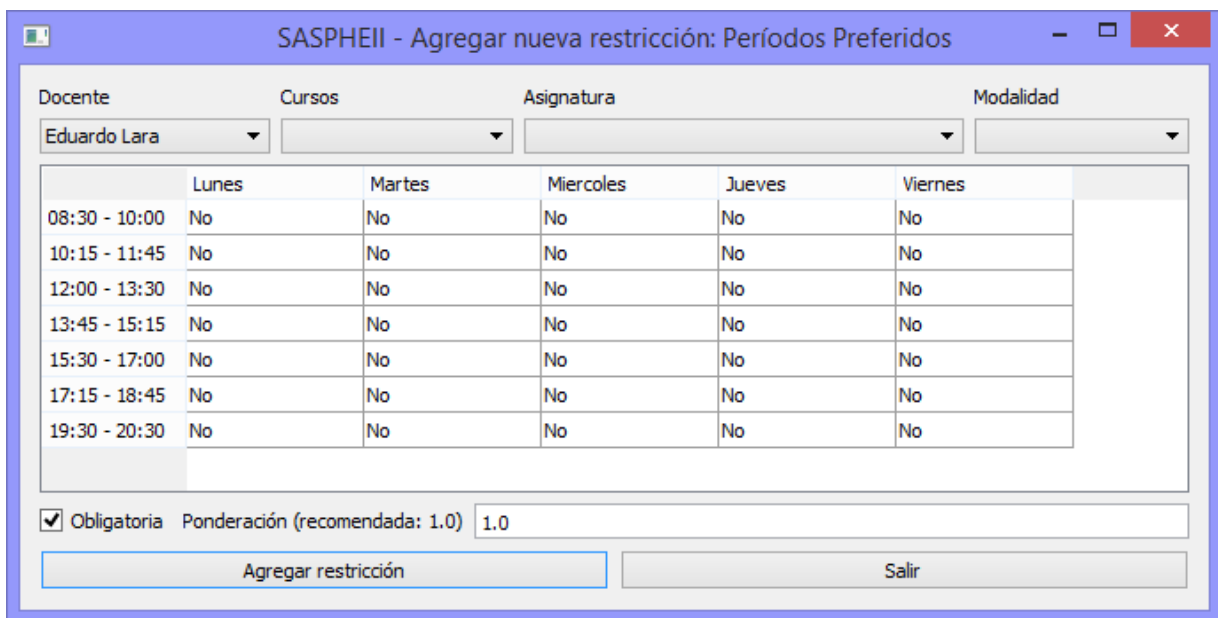 SASPHEII - Agregar nueva restricción: Períodos Preferidos
Docente Cursos Asignatura Modalidad
Eduardo Lara
Lunes Martes Miercoles Jueves Viernes
08:30 - 10:00 No No No No No
10:15 - 11:45 No No No No No
12:00 - 13:30 No No No No No
13:45 - 15:15 No No No No No
15:30 - 17:00 No No No No No
17:15 - 18:45 No No No No No
19:30 - 20:30 No No No No No
Obligatoria Ponderación (recomendada: 1.0) 1.0
Agregar restricción Salir